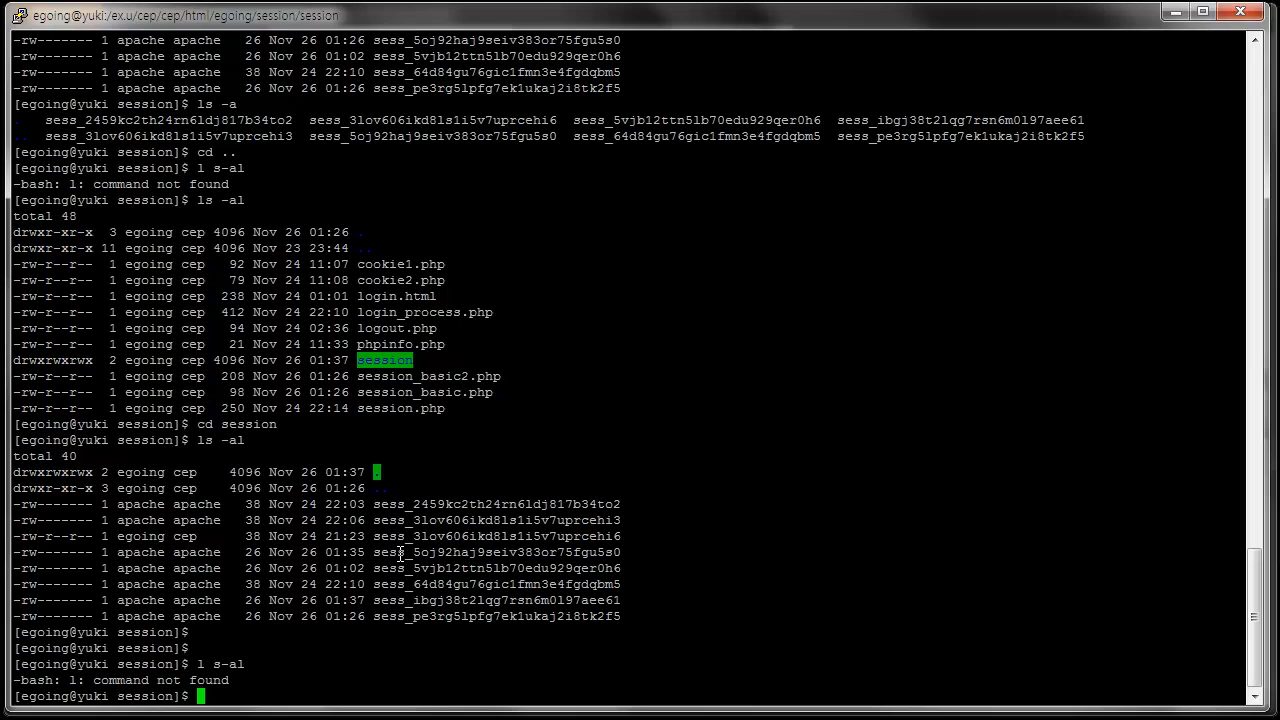 egoing@yuki:/ex.u/cep/cep/html/egoing/session/session
-rw------- 1 apache apache   26 Nov 26 01:26 sess_5oj92haj9seiv383or75fgu5s0
-rw------- 1 apache apache   26 Nov 26 01:02 sess_5vjb12ttn5lb70edu929qer0h6
-rw------- 1 apache apache   38 Nov 24 22:10 sess_64d84gu76gic1fmn3e4fgdqbm5
-rw------- 1 apache apache   26 Nov 26 01:26 sess_pe3rg5lpfg7ek1ukaj2i8tk2f5
[egoing@yuki session]$ ls -a
.   sess_2459kc2th24rn6ldj817b34to2  sess_3lov606ikd8ls1i5v7uprcehi6  sess_5vjb12ttn5lb70edu929qer0h6  sess_ibgj38t2lqg7rsn6m0l97aee61
..  sess_3lov606ikd8ls1i5v7uprcehi3  sess_5oj92haj9seiv383or75fgu5s0  sess_64d84gu76gic1fmn3e4fgdqbm5  sess_pe3rg5lpfg7ek1ukaj2i8tk2f5
[egoing@yuki session]$ cd ..
[egoing@yuki session]$ l s-al
-bash: l: command not found
[egoing@yuki session]$ ls -al
total 48
drwxr-xr-x  3 egoing cep 4096 Nov 26 01:26 .
drwxr-xr-x 11 egoing cep 4096 Nov 23 23:44 ..
-rw-r--r--  1 egoing cep   92 Nov 24 11:07 cookie1.php
-rw-r--r--  1 egoing cep   79 Nov 24 11:08 cookie2.php
-rw-r--r--  1 egoing cep  238 Nov 24 01:01 login.html
-rw-r--r--  1 egoing cep  412 Nov 24 22:10 login_process.php
-rw-r--r--  1 egoing cep   94 Nov 24 02:36 logout.php
-rw-r--r--  1 egoing cep   21 Nov 24 11:33 phpinfo.php
drwxrwxrwx  2 egoing cep 4096 Nov 26 01:37 session
-rw-r--r--  1 egoing cep  208 Nov 26 01:26 session_basic2.php
-rw-r--r--  1 egoing cep   98 Nov 26 01:26 session_basic.php
-rw-r--r--  1 egoing cep  250 Nov 24 22:14 session.php
[egoing@yuki session]$ cd session
[egoing@yuki session]$ ls -al
total 40
drwxrwxrwx 2 egoing cep    4096 Nov 26 01:37 .
drwxr-xr-x 3 egoing cep    4096 Nov 26 01:26 ..
-rw------- 1 apache apache   38 Nov 24 22:03 sess_2459kc2th24rn6ldj817b34to2
-rw------- 1 apache apache   38 Nov 24 22:06 sess_3lov606ikd8ls1i5v7uprcehi3
-rw-r--r-- 1 egoing cep      38 Nov 24 21:23 sess_3lov606ikd8ls1i5v7uprcehi6
-rw------- 1 apache apache   26 Nov 26 01:35 sess_5oj92haj9seiv383or75fgu5s0
-rw------- 1 apache apache   26 Nov 26 01:02 sess_5vjb12ttn5lb70edu929qer0h6
-rw------- 1 apache apache   38 Nov 24 22:10 sess_64d84gu76gic1fmn3e4fgdqbm5
-rw------- 1 apache apache   26 Nov 26 01:37 sess_ibgj38t2lqg7rsn6m0l97aee61
-rw------- 1 apache apache   26 Nov 26 01:26 sess_pe3rg5lpfg7ek1ukaj2i8tk2f5
[egoing@yuki session]$
[egoing@yuki session]$
[egoing@yuki session]$ l s-al
-bash: l: command not found
[egoing@yuki session]$